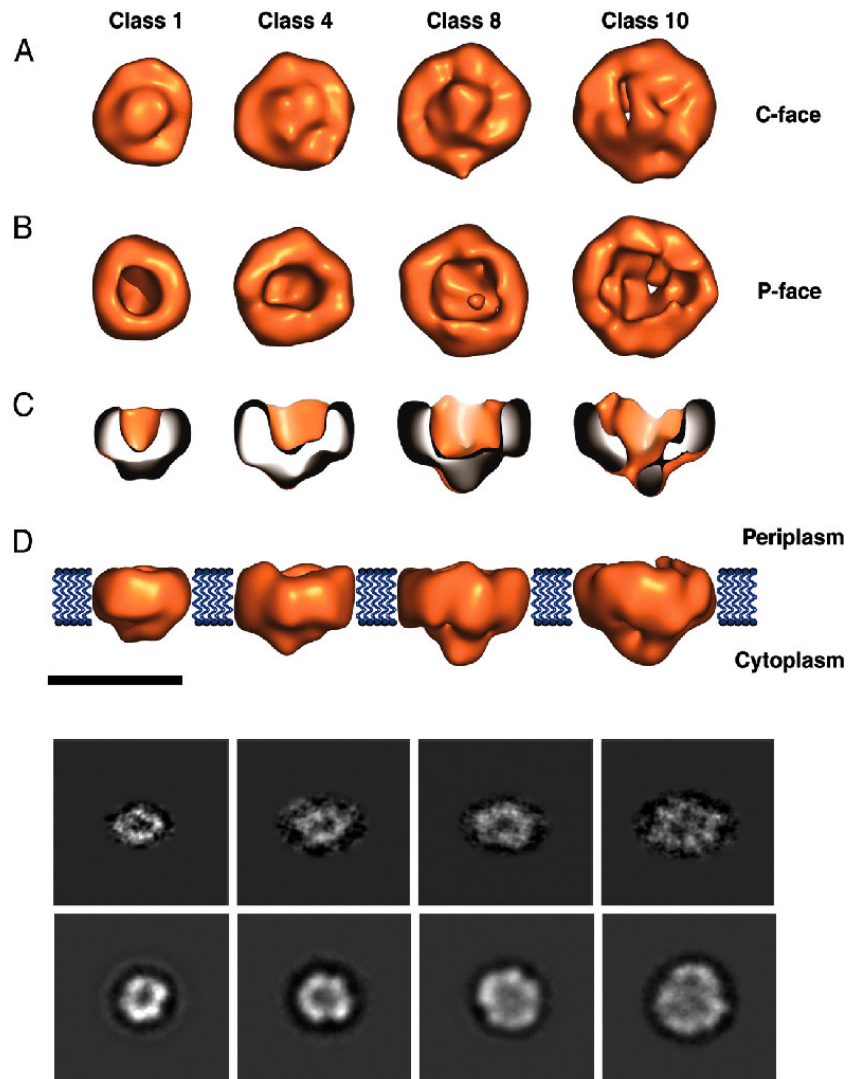 Class 1 Class 4 Class 8 Class 10
A
C-face
B
P-face
C
D
Periplasm
Cytoplasm